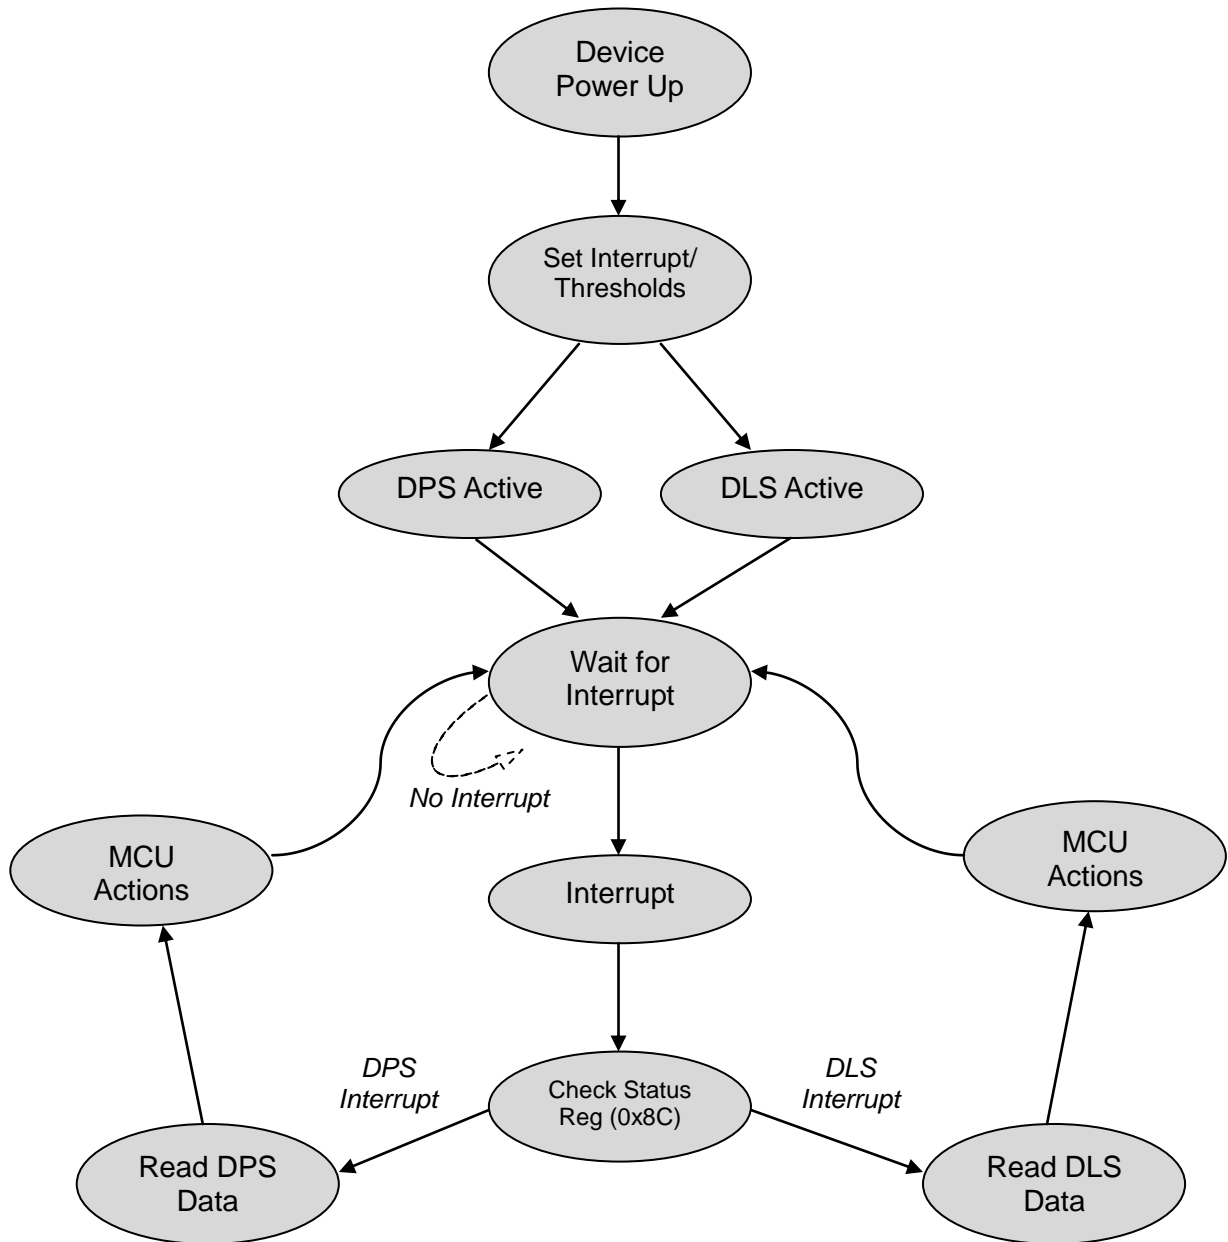 Device
Power Up
Set Interrupt/
Thresholds
DPS Active
DLS Active
Wait for
Interrupt
No Interrupt
MCU
Actions
Interrupt
MCU
Actions
DPS
Interrupt
Check Status
Reg (0x8C)
DLS
Interrupt
Read DPS
Data
Read DLS
Data